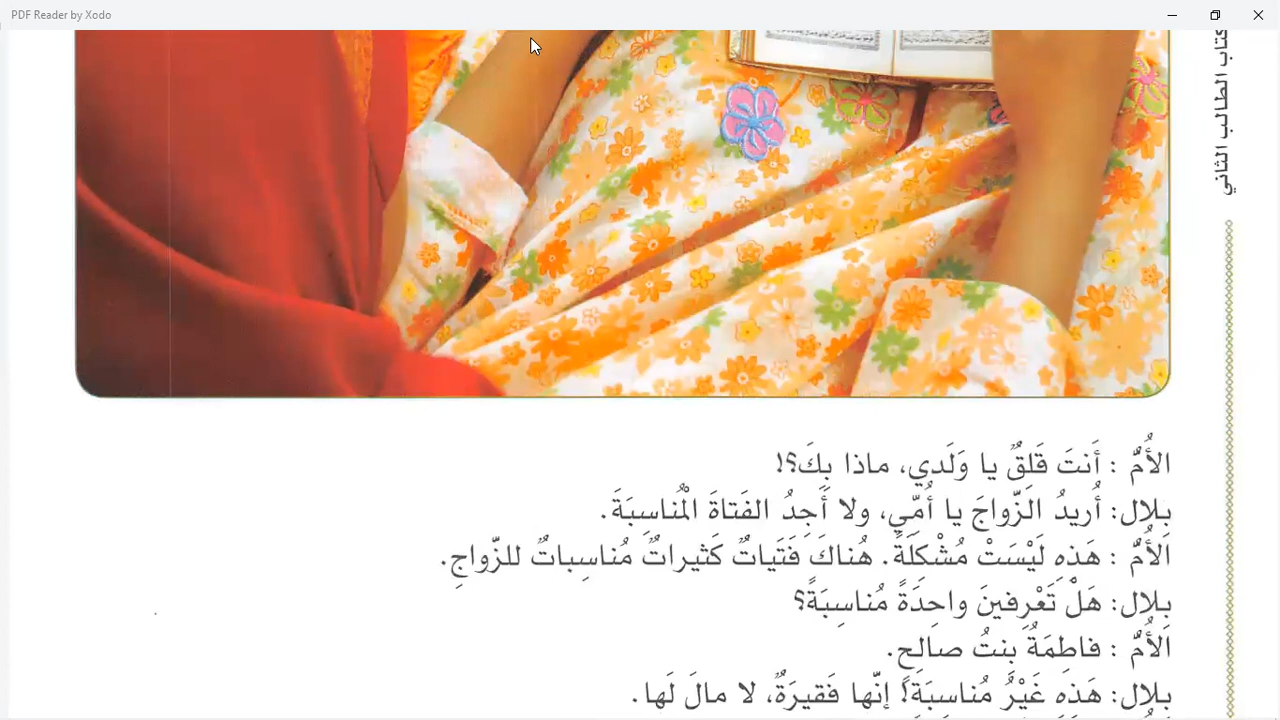 PDF Reader by Xodo
كتاب الطالب الثاني
الأُمُّ : أَنتَ قَلِقٌ يا وَلَدي، ماذا بِكَ؟!
بِلال: أُريدُ الزّواجَ يا أُمّي، ولا أَجِدُ الفَتاةَ الْمُناسِبَةَ.
الأُمُّ : هَذِهِ لَيْسَتْ مُشْكِلَةً. هُناكَ فَتَياتٌ كَثيراتٌ مُناسِباتٌ للزّواجِ.
بِلال: هَلْ تَعْرِفينَ واحِدَةً مُناسِبَةً؟
الأُمُّ : فاطِمَةُ بِنتُ صالِحٍ.
بِلال: هَذِهِ غَيْرُ مُناسِبَةٍ! إنّها فَقيرَةٌ، لا مالَ لَها.